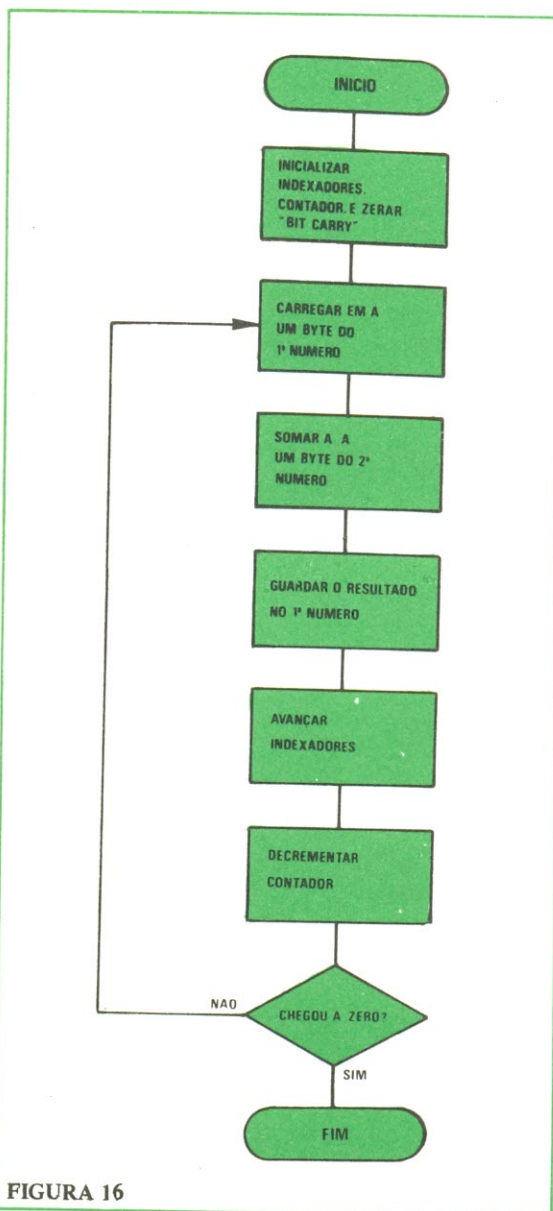 INICIO
INICIALIZAR
INDEXADORES.
CONTADOR. E ZERAR
"BIT CARRY"
CARREGAR EM A
UM BYTE DO
1º NUMERO
SOMAR A A
UM BYTE DO 2º
NUMERO
GUARDAR O RESULTADO
NO 1º NUMERO
AVANÇAR
INDEXADORES
DECREMENTAR
CONTADOR
NAO
CHEGOU A ZERO?
SIM
FIM
FIGURA 16